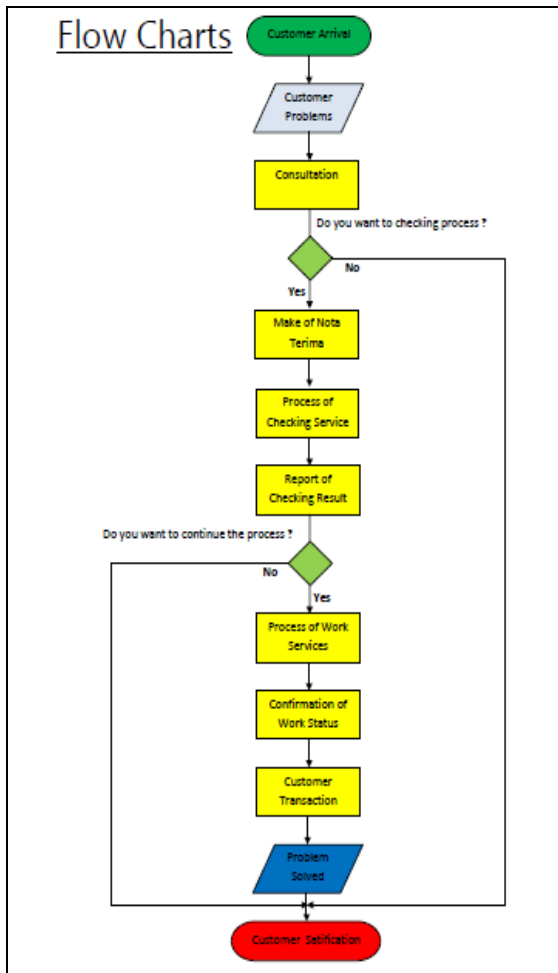 Flow Charts
Customer Arrival
Customer
Problems
Consultation
Do you want to checking process ?
No
Yes
Make of Nota
Terima
Process of
Checking Service
Report of
Checking Result
Do you want to continue the process ?
No
Yes
Process of Work
Services
Confirmation of
Work Status
Customer
Transaction
Problem
Solved
Customer Satification